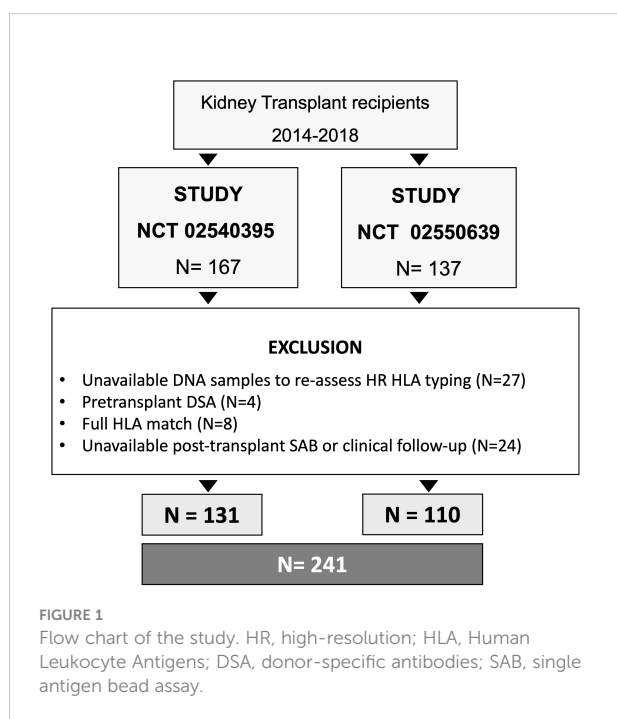 Kidney Transplant recipients
2014-2018
STUDY
NCT 02540395
N= 167
STUDY
NCT 02550639
N= 137
EXCLUSION
• Unavailable DNA samples to re-assess HR HLA typing (N=27)
• Pretransplant DSA (N=4)
• Full HLA match (N=8)
• Unavailable post-transplant SAB or clinical follow-up (N=24)
N = 131
N = 110
N= 241
FIGURE 1
Flow chart of the study. HR, high-resolution; HLA, Human
Leukocyte Antigens; DSA, donor-specific antibodies; SAB, single
antigen bead assay.